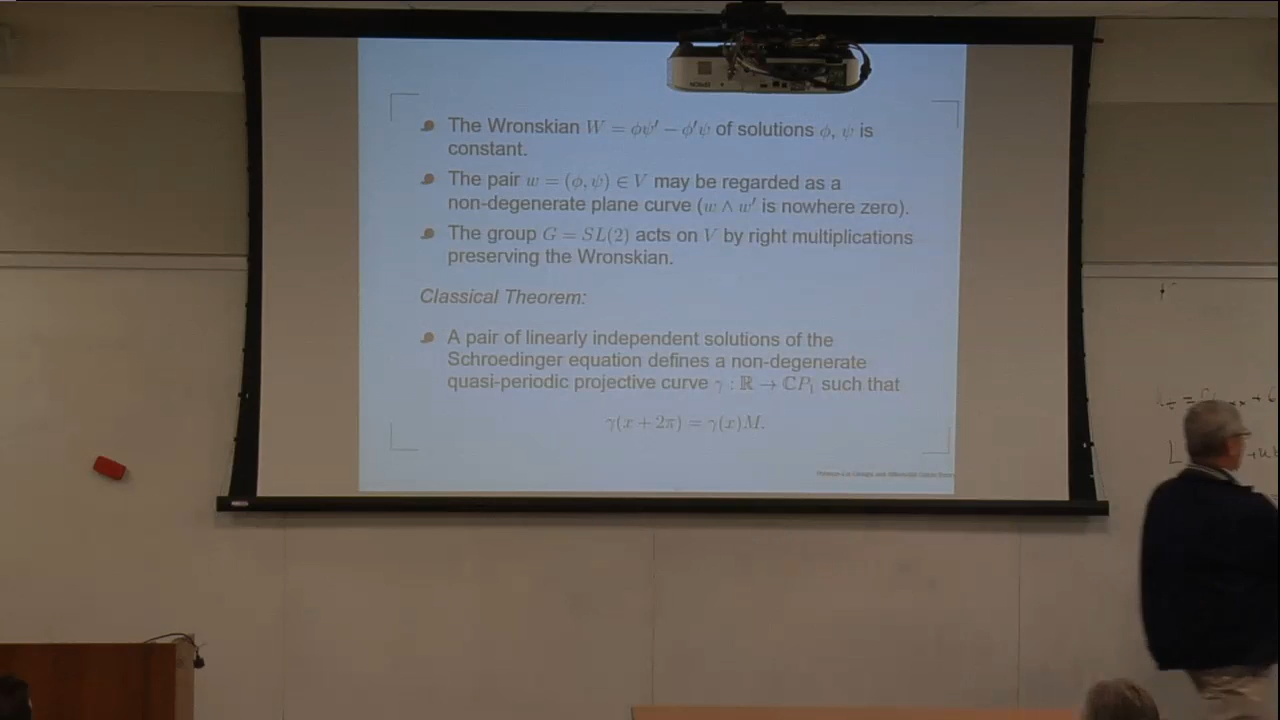 The Wronskian W = ϕψ′ − ϕ′ψ of solutions ϕ, ψ is
constant.
The pair w = (ϕ, ψ) ∈ V may be regarded as a
non-degenerate plane curve (w ∧ w′ is nowhere zero).
The group G = SL(2) acts on V by right multiplications
preserving the Wronskian.
Classical Theorem:
A pair of linearly independent solutions of the
Schroedinger equation defines a non-degenerate
quasi-periodic projective curve γ : ℝ → ℂP₁ such that
γ(x + 2π) = γ(x)M.